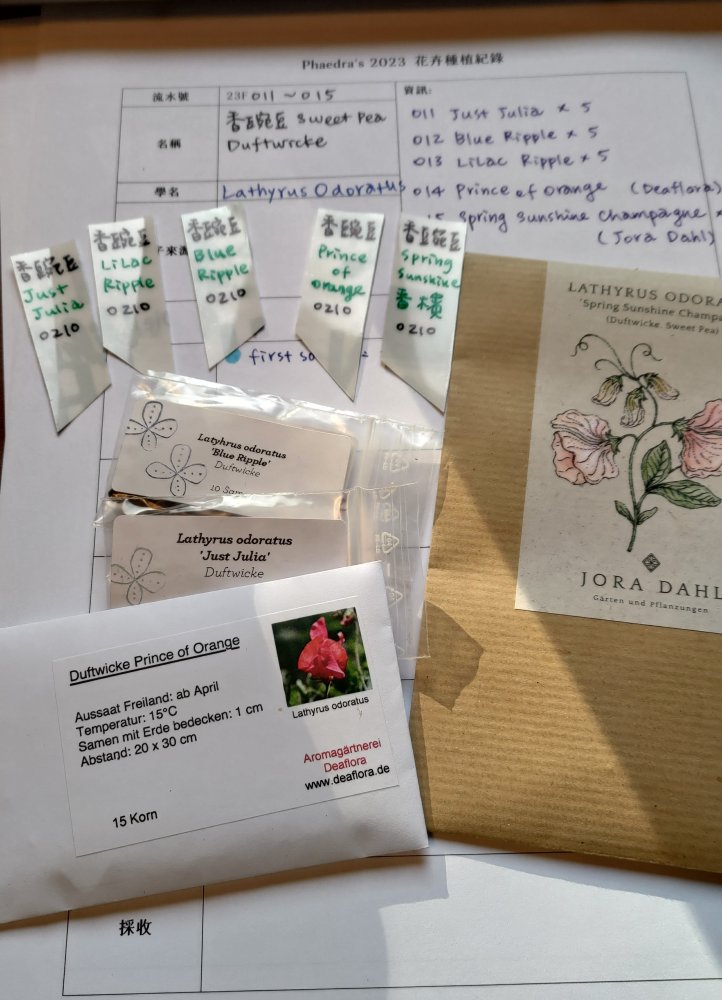 Phaedra's 2023 花卉種植紀錄
流水號
23F 011 ~ 015
資訊:
名稱
香豌豆 Sweet Pea
Duftwicke
011 Just Julia × 5
012 Blue Ripple × 5
013 LiLac Ripple × 5
學名
Lathyrus Odoratus
014 Prince of Orange (Deaflora)
Spring Sunshine Champagne ×
(Jora Dahl)
香豌豆
Just
Julia
0210
香豌豆
LiLac
Ripple
0210
香豌豆
Blue
Ripple
0210
香豌豆
Prince
of
Orange
0210
香豌豆
Spring
Sunshine
香檳
0210
first
Latyhrus odoratus
'Blue Ripple'
Duftwicke
10
Lathyrus odoratus
'Just Julia'
Duftwicke
LATHYRUS
'Spring Sunshine
(Duftwicke, Sweet Pea)
JORA DAHL
Gärten und Pflanzungen
Duftwicke Prince of Orange
Aussaat Freiland: ab April
Temperatur: 15°C
Samen mit Erde bedecken: 1 cm
Abstand: 20 x 30 cm
15 Korn
Lathyrus odoratus
Aromagärtnerei
Deaflora
www.deaflora.de
採收